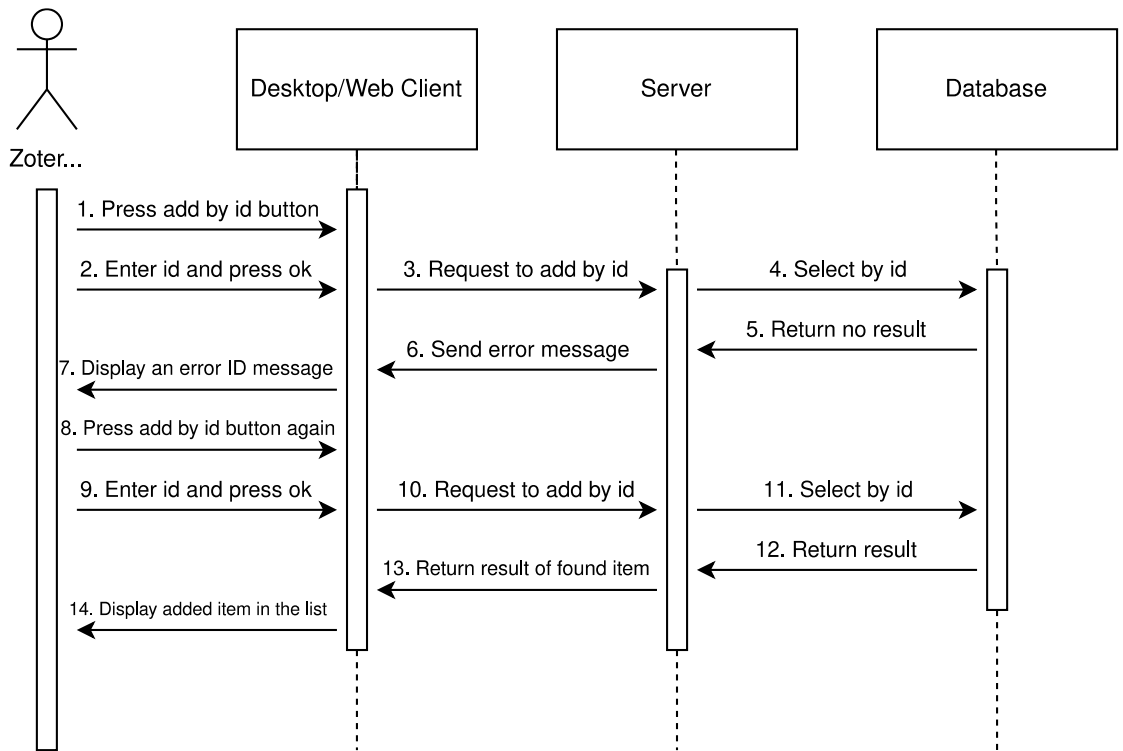 Desktop/Web Client
Server
Database
Zoter...
1. Press add by id button
2. Enter id and press ok
3. Request to add by id
4. Select by id
5. Return no result
6. Send error message
7. Display an error ID message
8. Press add by id button again
9. Enter id and press ok
10. Request to add by id
11. Select by id
12. Return result
13. Return result of found item
14. Display added item in the list